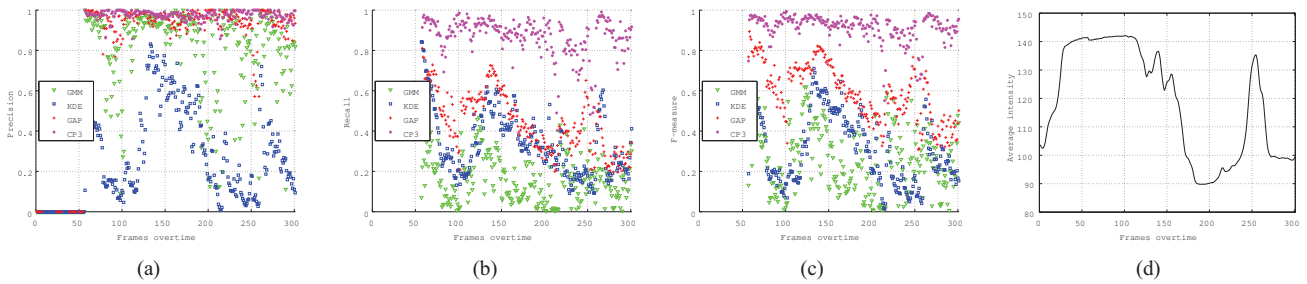 1
0.8
0.6
0.4
0.2
0
Precision
GMM
KDE
GAP
CP3
0 50 100 150 200 250 300
Frames overtime
(a)
1
0.8
0.6
0.4
0.2
0
Recall
GMM
KDE
GAP
CP3
0 50 100 150 200 250 300
Frames overtime
(b)
1
0.8
0.6
0.4
0.2
0
F-measure
GMM
KDE
GAP
CP3
0 50 100 150 200 250 300
Frames overtime
(c)
150
140
130
120
110
100
90
80
Average intensity
0 50 100 150 200 250 300
Frames overtime
(d)